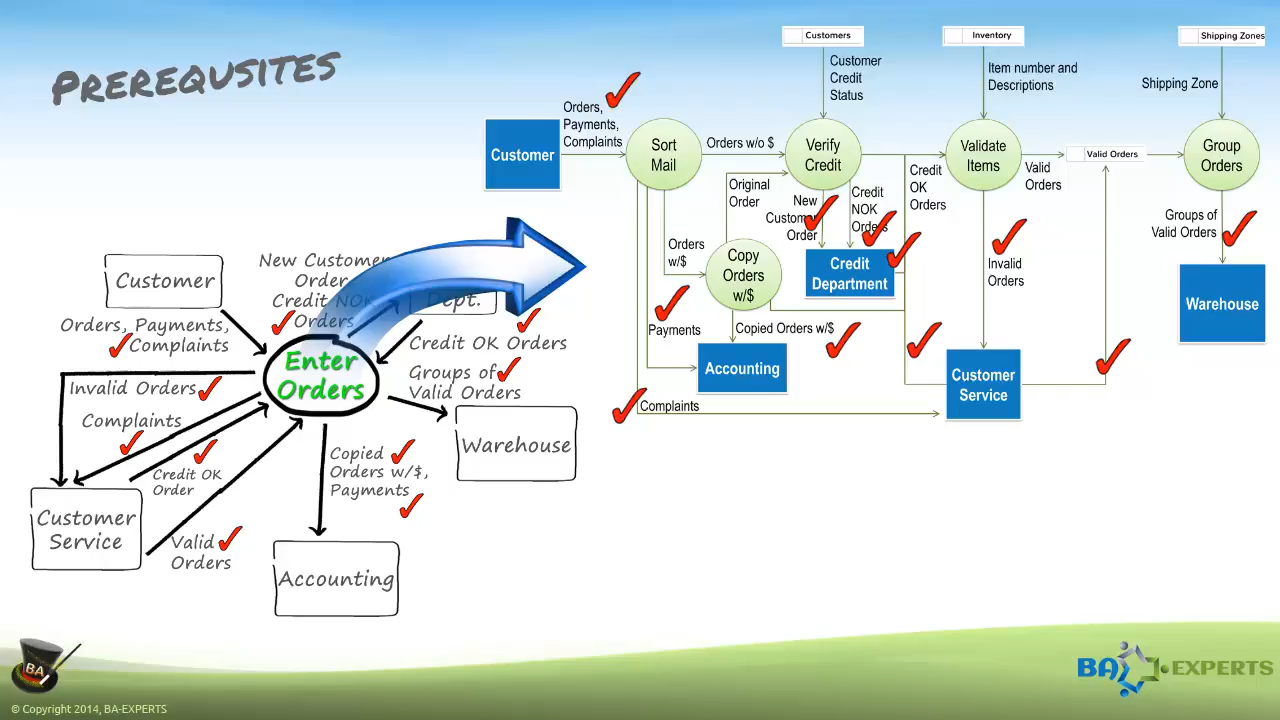 PREREQUSITES
Customers
Inventory
Shipping Zones
Customer
Credit
Status
Item number and
Descriptions
Shipping Zone
Orders,
Payments,
Complaints
Customer
Sort
Mail
Orders w/o $
Verify
Credit
Validate
Items
Valid
Orders
Valid Orders
Group
Orders
Original
Order
New
Customer
Order
Credit
NOK
Orders
Credit
OK
Orders
Groups of
Valid Orders
Orders
w/$
Copy
Orders
w/$
Credit
Department
Invalid
Orders
Warehouse
Payments
Copied Orders w/$
Accounting
Customer
Service
Complaints
Customer
New Customer
Order
Credit NOK
Orders
Dept.
Orders, Payments,
Complaints
Enter
Orders
Credit OK Orders
Groups of
Valid Orders
Invalid Orders
Complaints
Warehouse
Credit OK
Order
Copied
Orders w/$,
Payments
Customer
Service
Valid
Orders
Accounting
BA
BA EXPERTS
© Copyright 2014, BA-EXPERTS